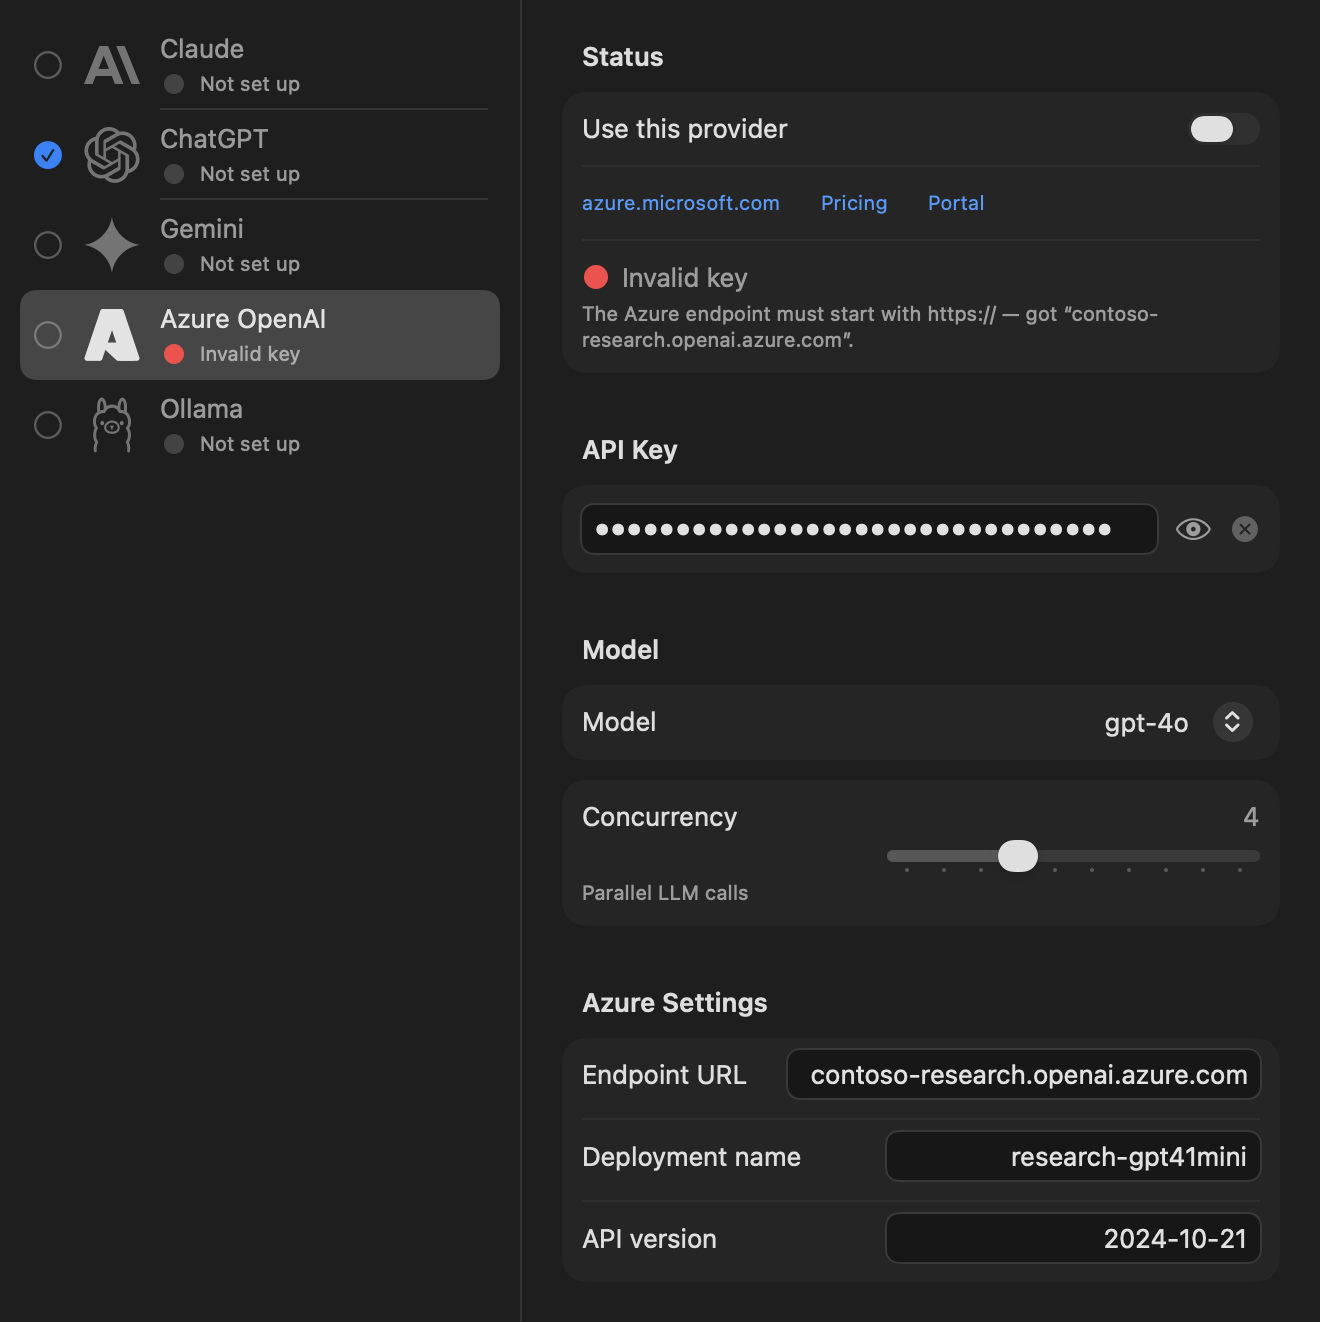 Claude
Not set up
ChatGPT
Not set up
Gemini
Not set up
Azure OpenAI
Invalid key
Ollama
Not set up
Status
Use this provider
azure.microsoft.com Pricing Portal
Invalid key
The Azure endpoint must start with https:// — got “contoso-
research.openai.azure.com”.
API Key
Model
Model gpt-4o
Concurrency 4
Parallel LLM calls
Azure Settings
Endpoint URL contoso-research.openai.azure.com
Deployment name research-gpt41mini
API version 2024-10-21